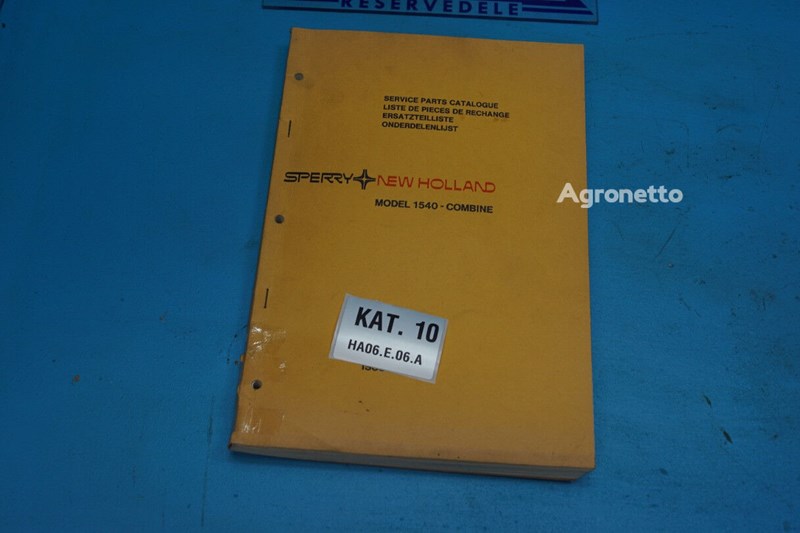 RESERVEDELE
SERVICE PARTS CATALOGUE
LISTE DE PIECES DE RECHANGE
ERSATZTEILLISTE
ONDERDELENLIJST
SPERRY NEW HOLLAND
MODEL 1540 - COMBINE
Agronetto
KAT. 10
HA06.E.06.A